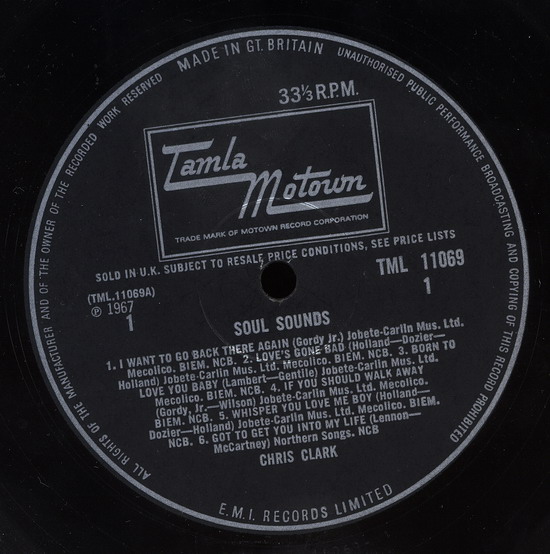 MADE IN GT. BRITAIN
UNAUTHORISED PUBLIC PERFORMANCE BROADCASTING AND COPYING OF THIS RECORD PROHIBITED
ALL RIGHTS OF THE MANUFACTURER AND OF THE OWNER OF THE RECORDED WORK RESERVED
33⅓ R.P.M.
Tamla
Motown
TRADE MARK OF MOTOWN RECORD CORPORATION
SOLD IN U.K. SUBJECT TO RESALE PRICE CONDITIONS, SEE PRICE LISTS
(TML.11069A)
℗ 1967
1
TML 11069
1
SOUL SOUNDS
1. I WANT TO GO BACK THERE AGAIN (Gordy Jr.) Jobete-Carlin Mus. Ltd.
Mecolico. BIEM. NCB. 2. LOVE'S GONE BAD (Holland—Dozier—
Holland) Jobete-Carlin Mus. Ltd. Mecolico. BIEM. NCB. 3. BORN TO
LOVE YOU BABY (Lambert—Gentile) Jobete-Carlin Mus. Ltd. Mecolico.
BIEM. NCB. 4. IF YOU SHOULD WALK AWAY
(Gordy, Jr.—Wilson) Jobete-Carlin Mus. Ltd. Mecolico.
BIEM. NCB. 5. WHISPER YOU LOVE ME BOY (Holland—
Dozier—Holland) Jobete-Carlin Mus. Ltd. Mecolico. BIEM.
NCB. 6. GOT TO GET YOU INTO MY LIFE (Lennon—
McCartney) Northern Songs. NCB
CHRIS CLARK
E.M.I. RECORDS LIMITED